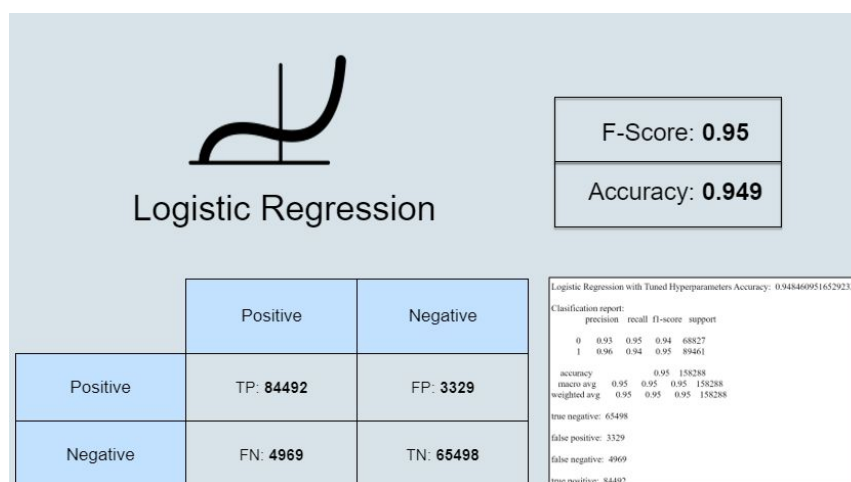 Logistic Regression
F-Score: 0.95
Accuracy: 0.949
Positive Negative
Positive TP: 84492 FP: 3329
Negative FN: 4969 TN: 65498
Logistic Regression with Tuned Hyperparameters Accuracy: 0.948460951652923
Clasification report:
precision recall f1-score support
0 0.93 0.95 0.94 68827
1 0.96 0.94 0.95 89461
accuracy 0.95 158288
macro avg 0.95 0.95 0.95 158288
weighted avg 0.95 0.95 0.95 158288
true negative: 65498
false positive: 3329
false negative: 4969
true positive: 84492